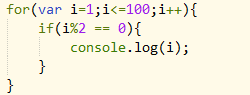 for(var i=1;i<=100;i++){
    if(i%2 == 0){
        console.log(i);
    }
}